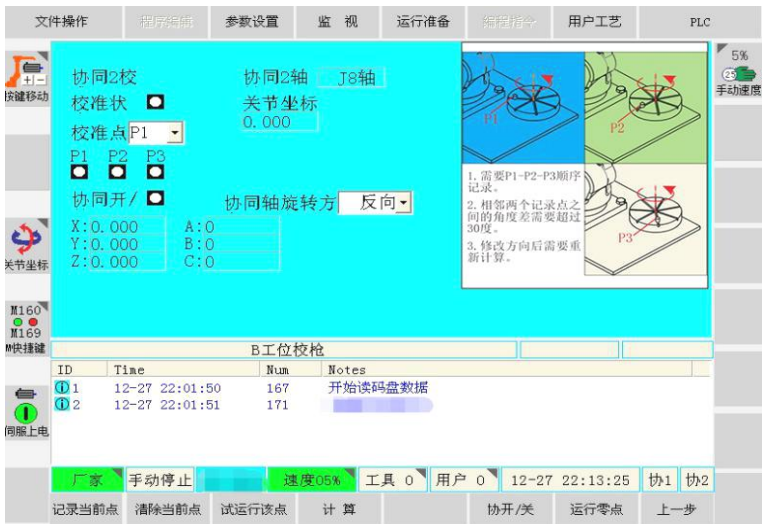 文件操作 程序编辑 参数设置 监 视 运行准备 编程指令 用户工艺 PLC
5%
25
手动速度
+|-
按键移动
关节坐标
M160
M169
M快捷键
伺服上电
协同2校 协同2轴 J8轴
校准状 关节坐标
0.000
校准点 P1
P1 P2 P3
协同开/ 协同轴旋转方 反向
X:0.000 A:0
Y:0.000 B:0
Z:0.000 C:0
P1
P2
P3
1.需要P1-P2-P3顺序
记录。
2.相邻两个记录点之
间的角度差需要超过
30度。
3.修改方向后需要重
新计算。
B工位校枪
ID Time Num Notes
1 12-27 22:01:50 167 开始读码盘数据
2 12-27 22:01:51 171
厂家 手动停止 速度05% 工具 0 用户 0 12-27 22:13:25 协1 协2
记录当前点 清除当前点 试运行该点 计 算 协开/关 运行零点 上一步